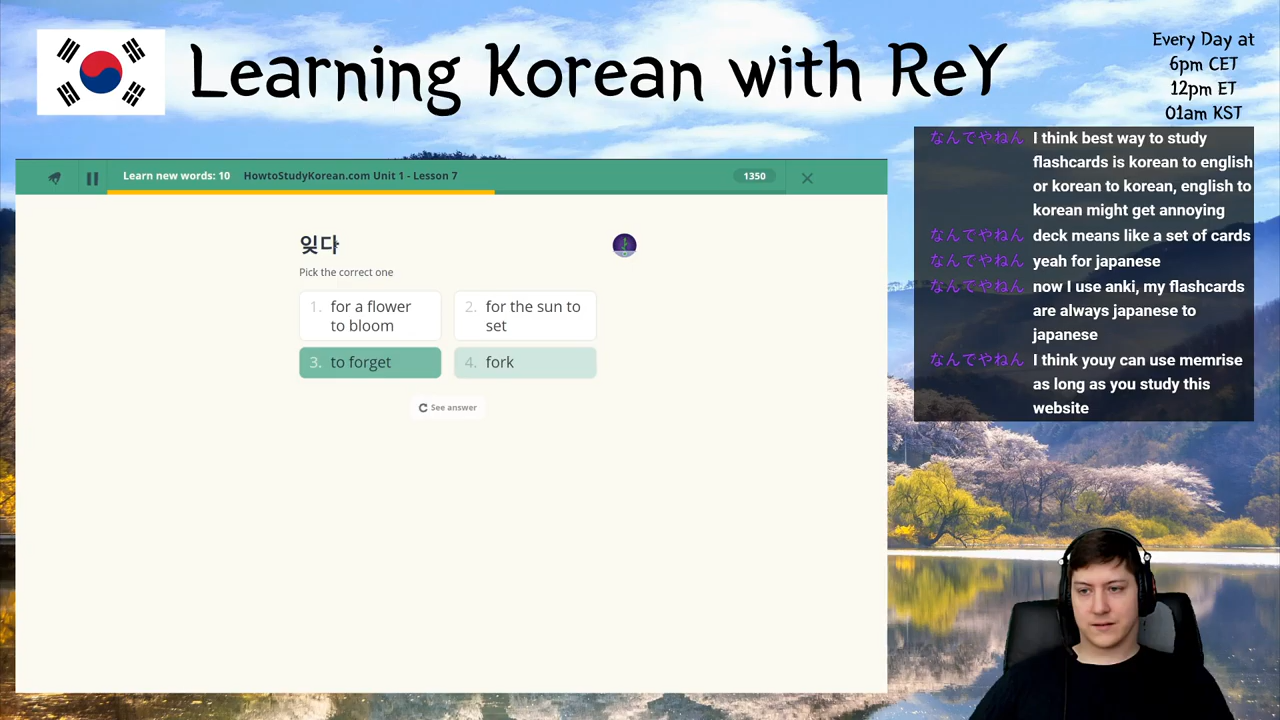 Learning Korean with ReY
Every Day at
6pm CET
12pm ET
01am KST
Learn new words: 10 HowtoStudyKorean.com Unit 1 - Lesson 7 1350
잊다
Pick the correct one
1. for a flower
to bloom
2. for the sun to
set
3. to forget
4. fork
See answer
なんでやねん I think best way to study
flashcards is korean to english
or korean to korean, english to
korean might get annoying
なんでやねん deck means like a set of cards
なんでやねん yeah for japanese
なんでやねん now I use anki, my flashcards
are always japanese to
japanese
なんでやねん I think youy can use memrise
as long as you study this
website